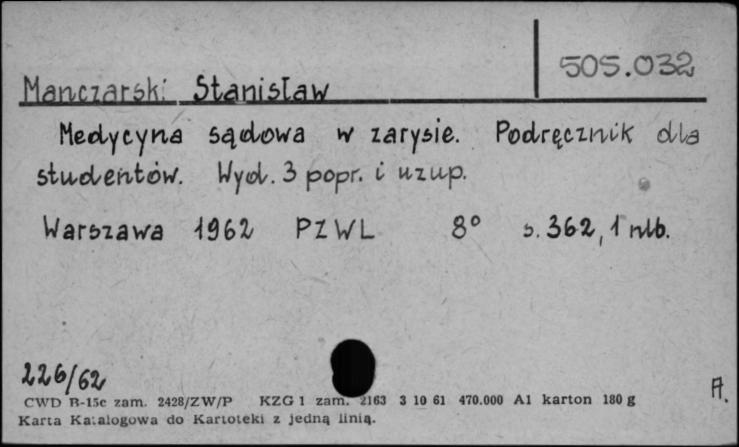 505.032
Manczarski Stanisław
Medycyna sądowa w zarysie. Podręcznik dla
studentów. Wyd. 3 popr. i uzup.
Warszawa 1962 PZWL 8° s. 362, 1 nlb.
226/62
A.
CWD R-15c zam. 2428/ZW/P KZG 1 zam. 2163 3 10 61 470.000 A1 karton 180 g
Karta Katalogowa do Kartoteki z jedną linią.